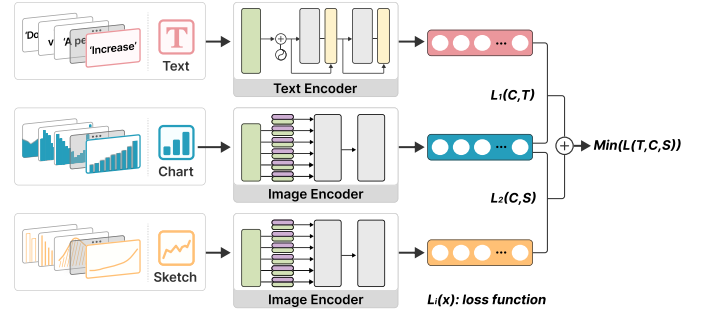 'Do
v
'A pe
'Increase'
T
Text
Text Encoder
L₁(C,T)
Chart
Image Encoder
Min(L(T,C,S))
L₂(C,S)
Sketch
Image Encoder
Lᵢ(x): loss function